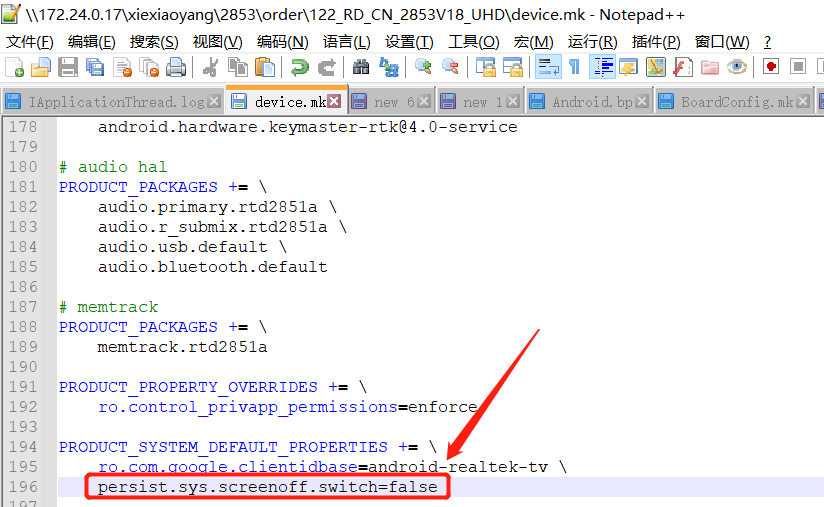 \\172.24.0.17\xiexiaoyang\2853\order\122_RD_CN_2853V18_UHD\device.mk - Notepad++
文件(F) 编辑(E) 搜索(S) 视图(V) 编码(N) 语言(L) 设置(T) 工具(O) 宏(M) 运行(R) 插件(P) 窗口(W) ?
IApplicationThread.log device.mk new 6 new 1 Android.bp BoardConfig.mk
178 android.hardware.keymaster-rtk@4.0-service
179
180 # audio hal
181 PRODUCT_PACKAGES += \
182 audio.primary.rtd2851a \
183 audio.r_submix.rtd2851a \
184 audio.usb.default \
185 audio.bluetooth.default
186
187 # memtrack
188 PRODUCT_PACKAGES += \
189 memtrack.rtd2851a
190
191 PRODUCT_PROPERTY_OVERRIDES += \
192 ro.control_privapp_permissions=enforce
193
194 PRODUCT_SYSTEM_DEFAULT_PROPERTIES += \
195 ro.com.google.clientidbase=android-realtek-tv \
196 persist.sys.screenoff.switch=false
197